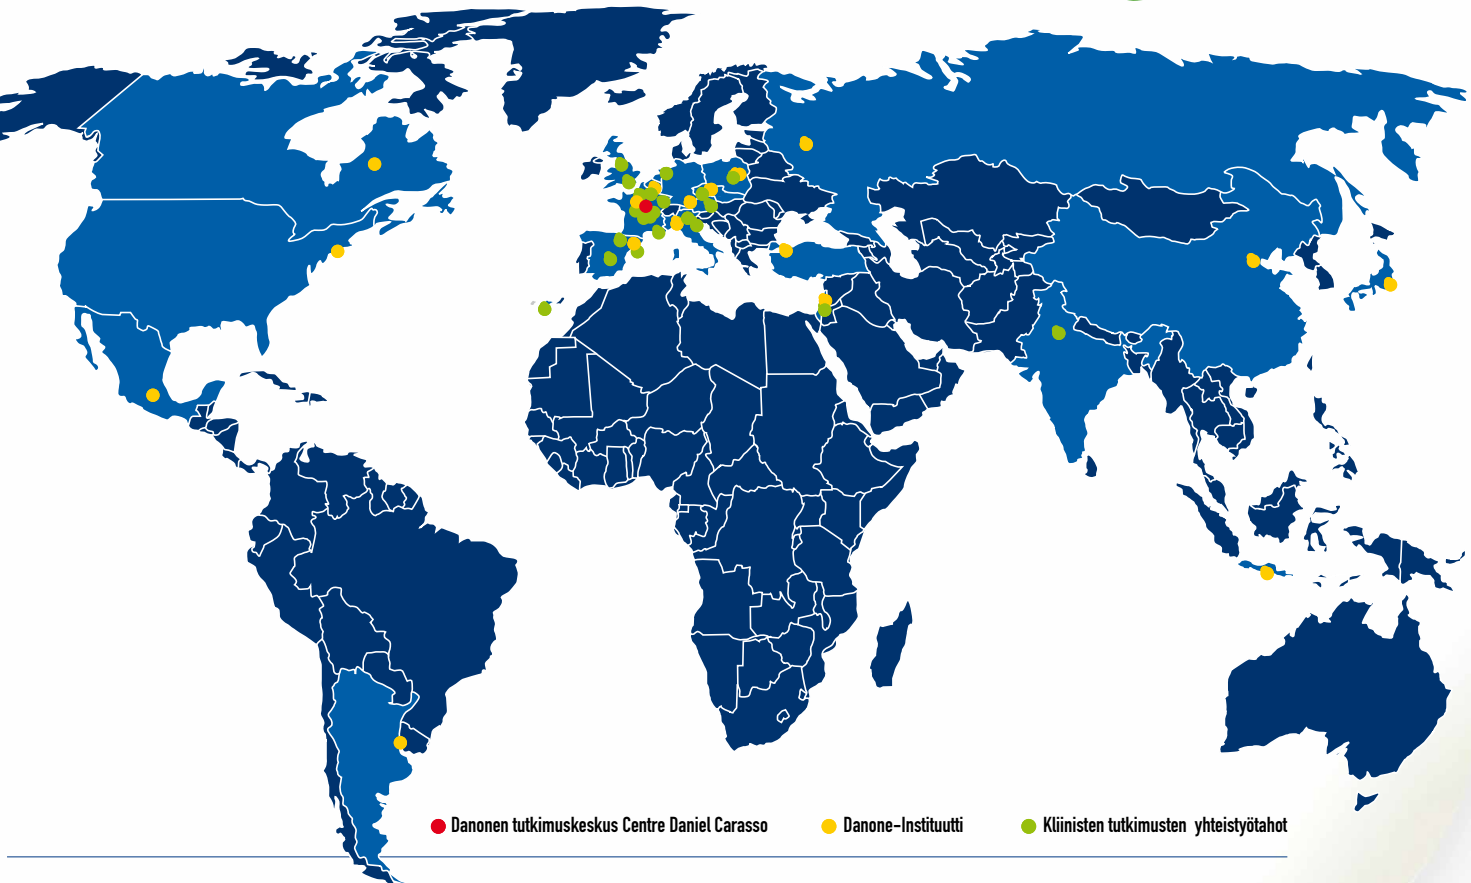 Danonen tutkimuskeskus Centre Daniel Carasso
Danone-Instituutti
Kliinisten tutkimusten yhteistyötahot